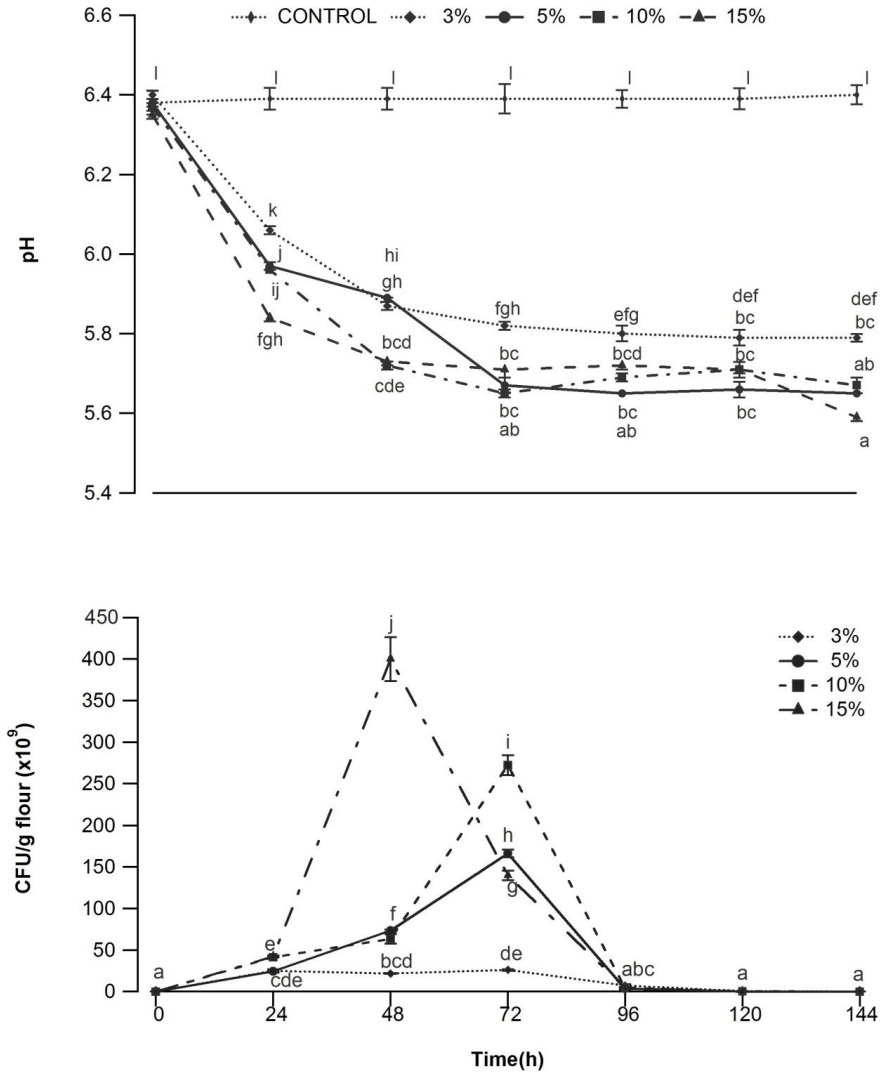 CONTROL 3% 5% 10% 15%
6.6
6.4
6.2
6.0
5.8
5.6
5.4
pH
l l l l l l l
k
j
ij
fgh
hi
gh
bcd
cde
fgh
bc
bc
ab
efg
bcd
bc
ab
def
bc
bc
bc
def
bc
ab
a
450
400
350
300
250
200
150
100
50
0
CFU/g flour (x10⁹)
3%
5%
10%
15%
a
e
cde
j
f
bcd
i
h
g
de
abc
a
a
0 24 48 72 96 120 144
Time(h)